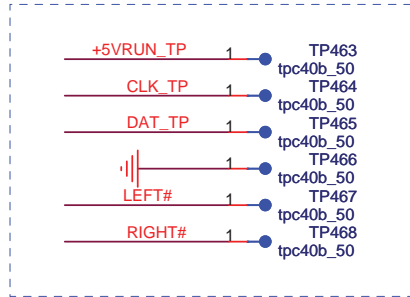 +5VRUN_TP 1 TP463
tpc40b_50
CLK_TP 1 TP464
tpc40b_50
DAT_TP 1 TP465
tpc40b_50
1 TP466
tpc40b_50
LEFT# 1 TP467
tpc40b_50
RIGHT# 1 TP468
tpc40b_50